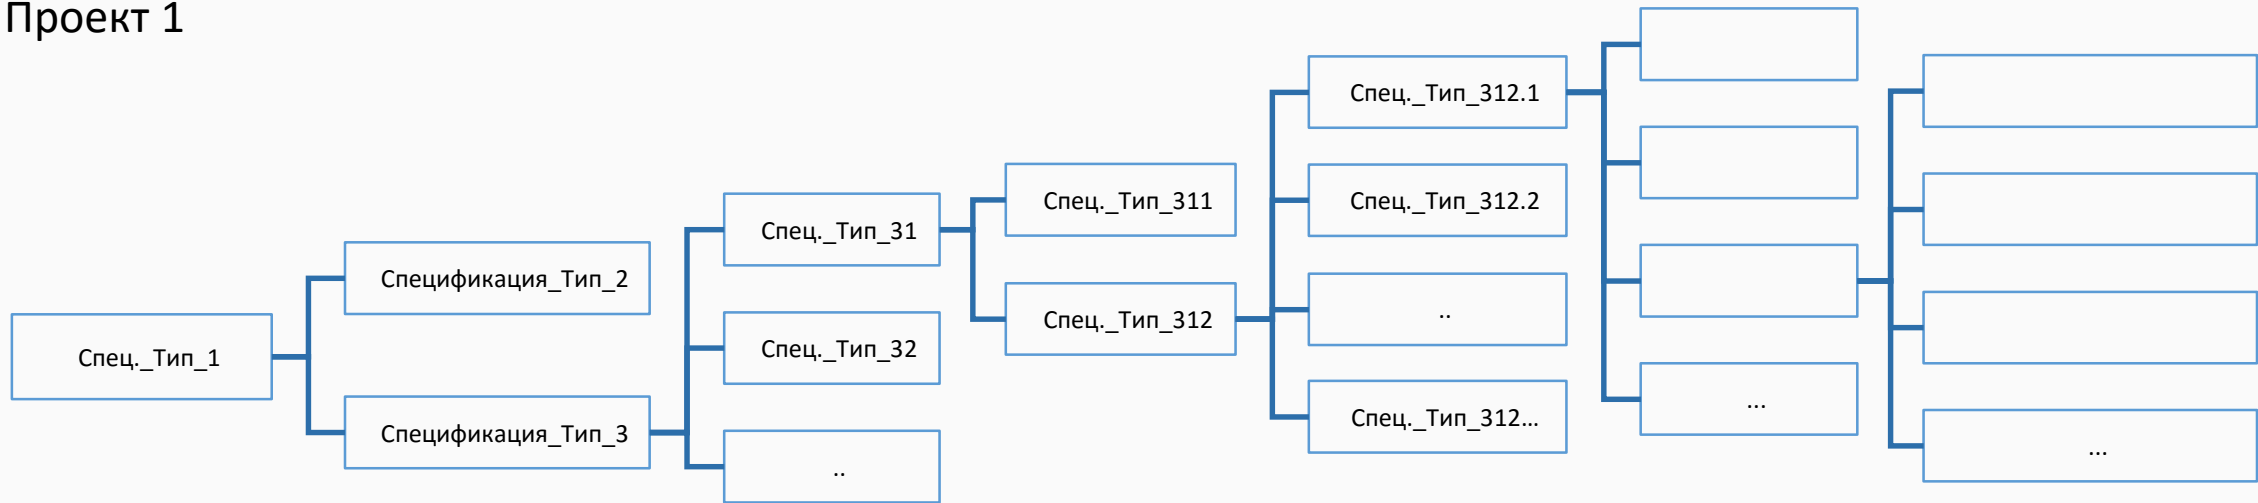 Проект 1
Спец._Тип_1
Спецификация_Тип_2
Спецификация_Тип_3
Спец._Тип_31
Спец._Тип_32
..
Спец._Тип_311
Спец._Тип_312
Спец._Тип_312.1
Спец._Тип_312.2
..
Спец._Тип_312...
...
...